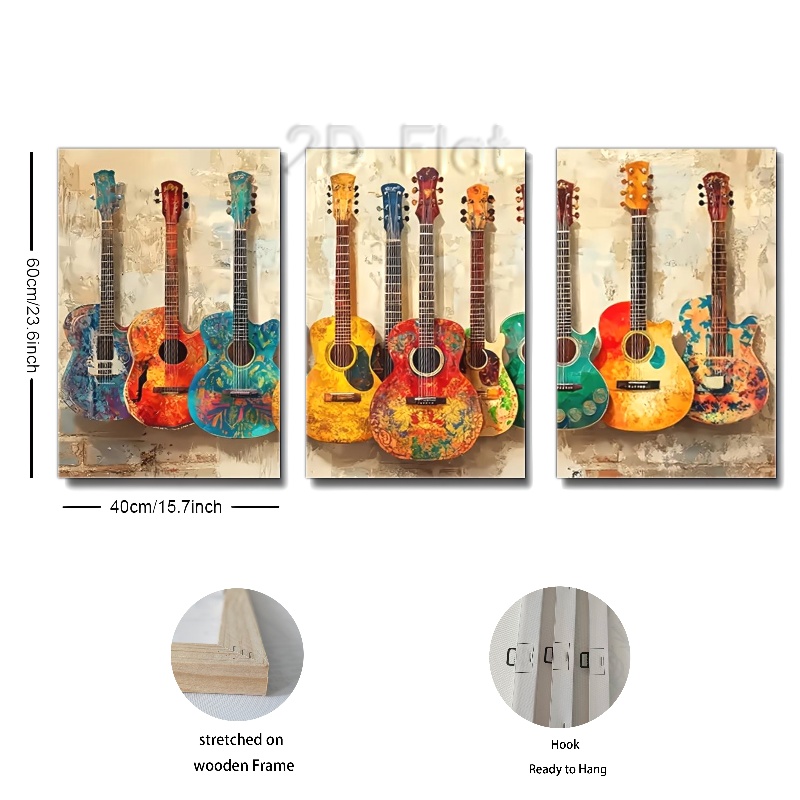 2D Flat
60cm/23.6inch
40cm/15.7inch
stretched on
wooden Frame
Hook
Ready to Hang